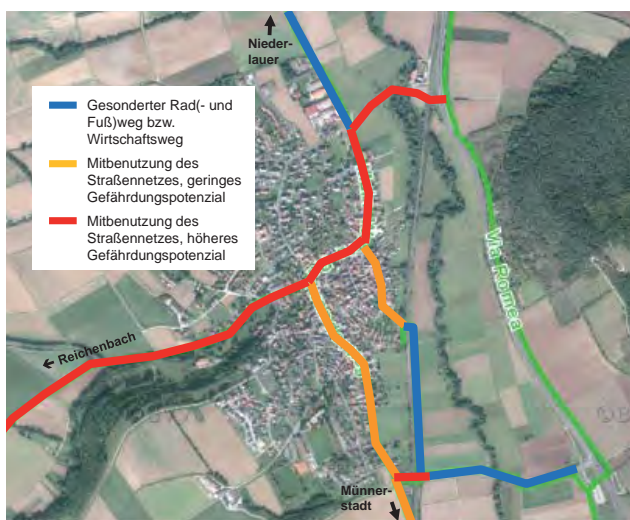 Nieder-
lauer
Gesonderter Rad(- und
Fuß)weg bzw.
Wirtschaftsweg
Mitbenutzung des
Straßennetzes, geringes
Gefährdungspotenzial
Mitbenutzung des
Straßennetzes, höheres
Gefährdungspotenzial
Via Romea
Reichenbach
Münner-
stadt